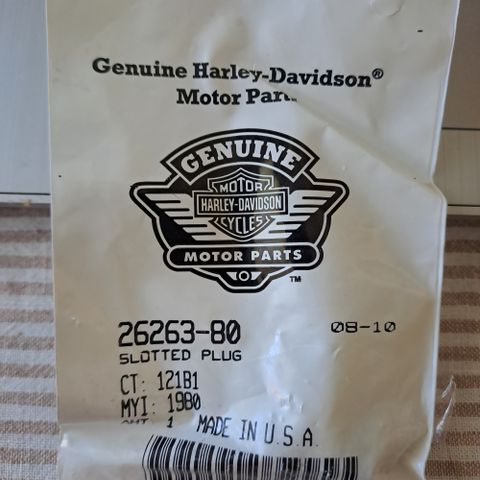 Genuine Harley-Davidson®
Motor
GENUINE
MOTOR
HARLEY-DAVIDSON
CYCLES
MOTOR PARTS
TM
26263-80 08-10
SLOTTED PLUG
CT: 121B1
MYI: 1980
1 MADE IN U.S.A.